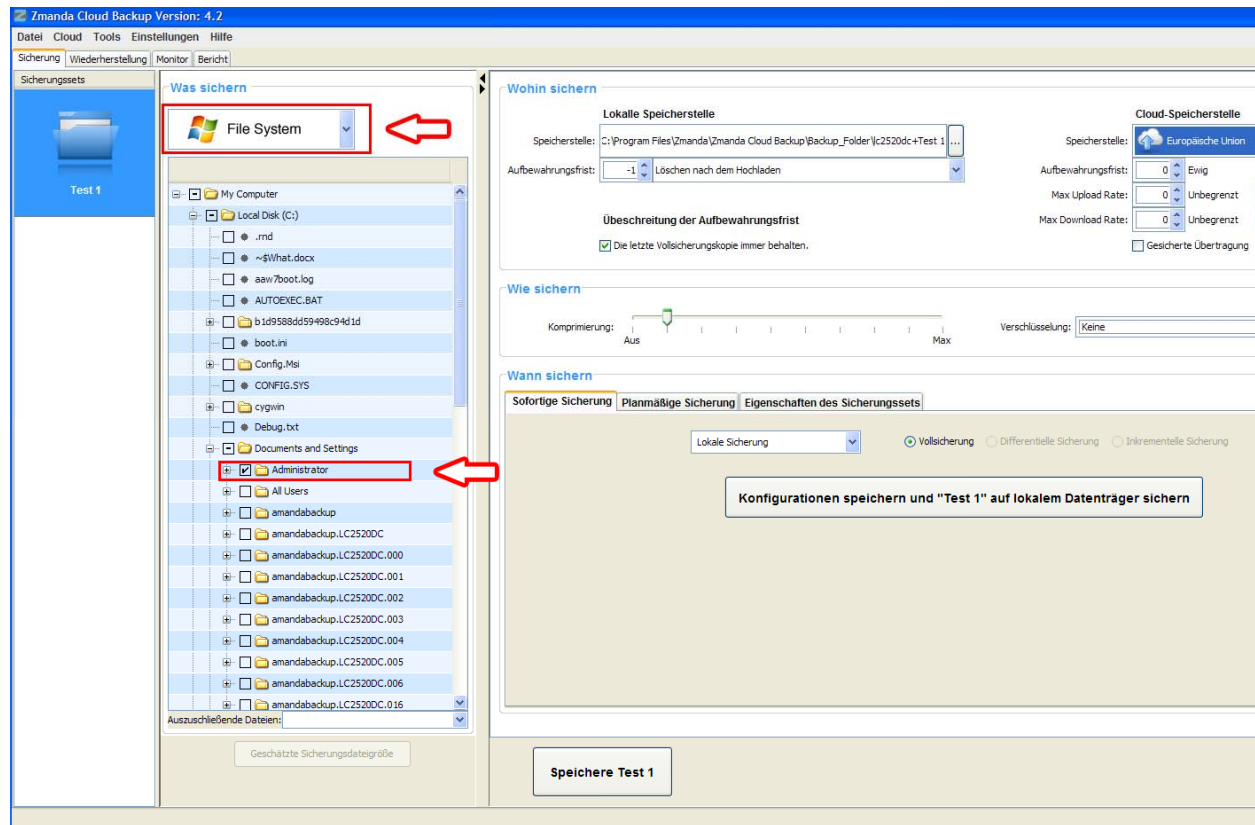 Zmanda Cloud Backup Version: 4.2
Datei Cloud Tools Einstellungen Hilfe
Sicherung Wiederherstellung Monitor Bericht
Sicherungssets
Test 1
Was sichern
File System
My Computer
Local Disk (C:)
.rnd
~$What.docx
aaw7boot.log
AUTOEXEC.BAT
b1d9588dd59498c94d1d
boot.ini
Config.Msi
CONFIG.SYS
cygwin
Debug.txt
Documents and Settings
Administrator
All Users
amandabackup
amandabackup.LC2520DC
amandabackup.LC2520DC.000
amandabackup.LC2520DC.001
amandabackup.LC2520DC.002
amandabackup.LC2520DC.003
amandabackup.LC2520DC.004
amandabackup.LC2520DC.005
amandabackup.LC2520DC.006
amandabackup.LC2520DC.016
Auszuschließende Dateien:
Geschätzte Sicherungsdateigröße
Wohin sichern
Lokalle Speicherstelle
Speicherstelle: C:\Program Files\Zmanda\Zmanda Cloud Backup\Backup_Folder\lc2520dc+Test 1 ...
Aufbewahrungsfrist: -1 Löschen nach dem Hochladen
Übeschreitung der Aufbewahrungsfrist
Die letzte Vollsicherungskopie immer behalten.
Cloud-Speicherstelle
Speicherstelle: Europäische Union
Aufbewahrungsfrist: 0 Ewig
Max Upload Rate: 0 Unbegrenzt
Max Download Rate: 0 Unbegrenzt
Gesicherte Übertragung
Wie sichern
Komprimierung:
Aus Max
Verschlüsselung: Keine
Wann sichern
Sofortige Sicherung Planmäßige Sicherung Eigenschaften des Sicherungssets
Lokale Sicherung Vollsicherung Differentielle Sicherung Inkrementelle Sicherung
Konfigurationen speichern und "Test 1" auf lokalem Datenträger sichern
Speichere Test 1